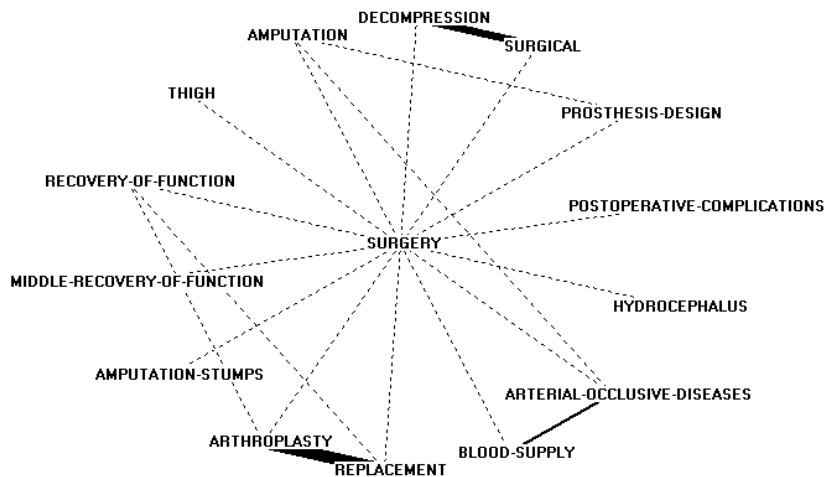 DECOMPRESSION
AMPUTATION
SURGICAL
THIGH
PROSTHESIS-DESIGN
RECOVERY-OF-FUNCTION
POSTOPERATIVE-COMPLICATIONS
SURGERY
MIDDLE-RECOVERY-OF-FUNCTION
HYDROCEPHALUS
AMPUTATION-STUMPS
ARTERIAL-OCCLUSIVE-DISEASES
ARTHROPLASTY
BLOOD-SUPPLY
REPLACEMENT